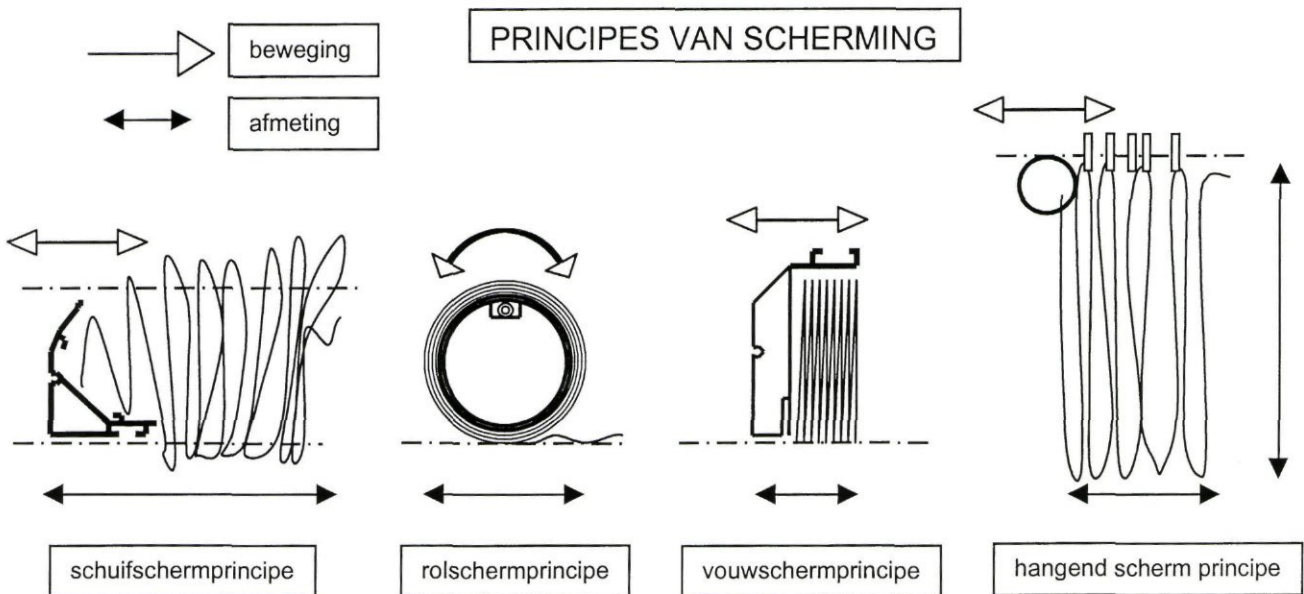 PRINCIPES VAN SCHERMING
beweging
afmeting
schuifschermprincipe
rolschermprincipe
vouwschermprincipe
hangend scherm principe